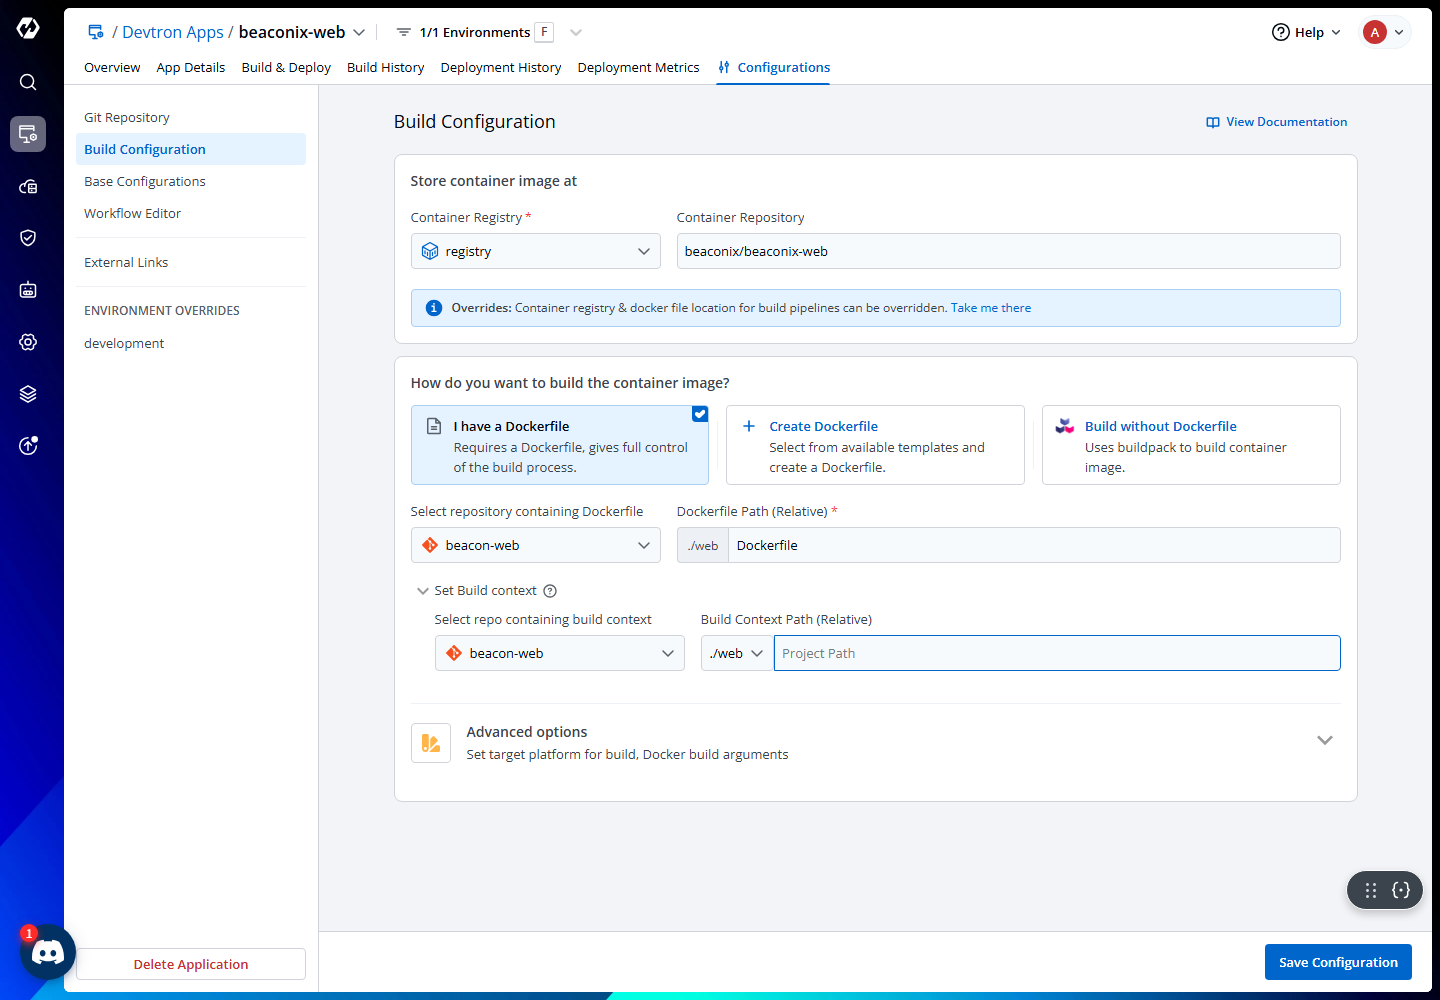 / Devtron Apps / beaconix-web
1/1 Environments F
Help
A
Overview
App Details
Build & Deploy
Build History
Deployment History
Deployment Metrics
Configurations
Git Repository
Build Configuration
Base Configurations
Workflow Editor
External Links
ENVIRONMENT OVERRIDES
development
Delete Application
1
Build Configuration
View Documentation
Store container image at
Container Registry *
Container Repository
registry
beaconix/beaconix-web
Overrides: Container registry & docker file location for build pipelines can be overridden. Take me there
How do you want to build the container image?
I have a Dockerfile
Requires a Dockerfile, gives full control
of the build process.
Create Dockerfile
Select from available templates and
create a Dockerfile.
Build without Dockerfile
Uses buildpack to build container
image.
Select repository containing Dockerfile
Dockerfile Path (Relative) *
beacon-web
./web
Dockerfile
Set Build context
Select repo containing build context
Build Context Path (Relative)
beacon-web
./web
Project Path
Advanced options
Set target platform for build, Docker build arguments
Save Configuration